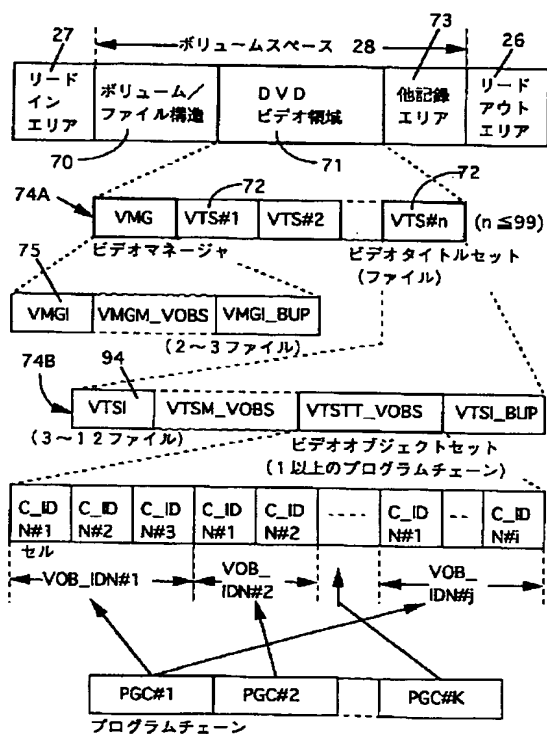 27
ボリュームスペース 28
73
26
リード
イン
エリア
ボリューム/
ファイル構造
DVD
ビデオ領域
他記録
エリア
リード
アウト
エリア
70
71
72
72
74A
VMG
VTS#1
VTS#2
VTS#n
(n≦99)
ビデオマネージャ
ビデオタイトルセット
(ファイル)
75
VMGI
VMGM_VOBS
VMGI_BUP
(2~3ファイル)
94
74B
VTSI
VTSM_VOBS
VTSTT_VOBS
VTSI_BUP
(3~12ファイル)
ビデオオブジェクトセット
(1以上のプログラムチェーン)
C_ID
N#1
C_ID
N#2
C_ID
N#3
C_ID
N#1
C_ID
N#2
C_ID
N#1
C_ID
N#i
セル
VOB_IDN#1
VOB_
IDN#2
VOB_
IDN#j
PGC#1
PGC#2
PGC#K
プログラムチェーン